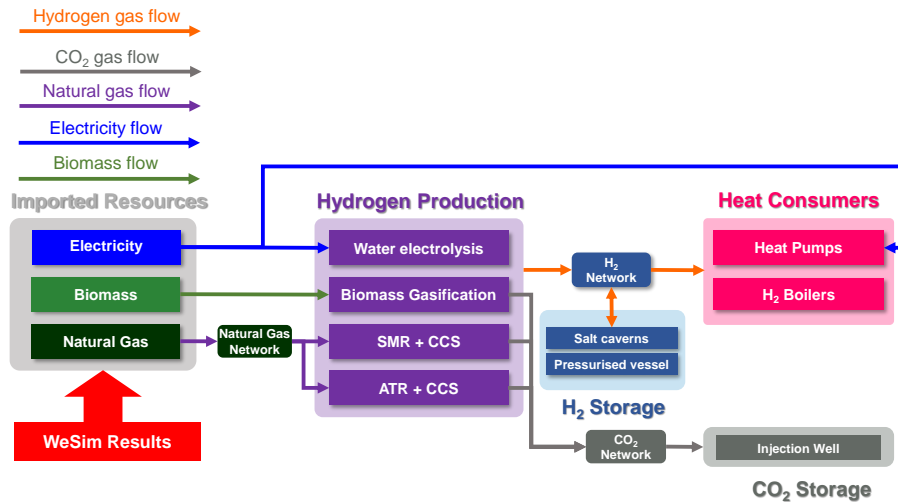 Hydrogen gas flow
CO₂ gas flow
Natural gas flow
Electricity flow
Biomass flow
Imported Resources
Electricity
Biomass
Natural Gas
WeSim Results
Natural Gas
Network
Hydrogen Production
Water electrolysis
Biomass Gasification
SMR + CCS
ATR + CCS
H₂
Network
Salt caverns
Pressurised vessel
H₂ Storage
CO₂
Network
Heat Consumers
Heat Pumps
H₂ Boilers
Injection Well
CO₂ Storage